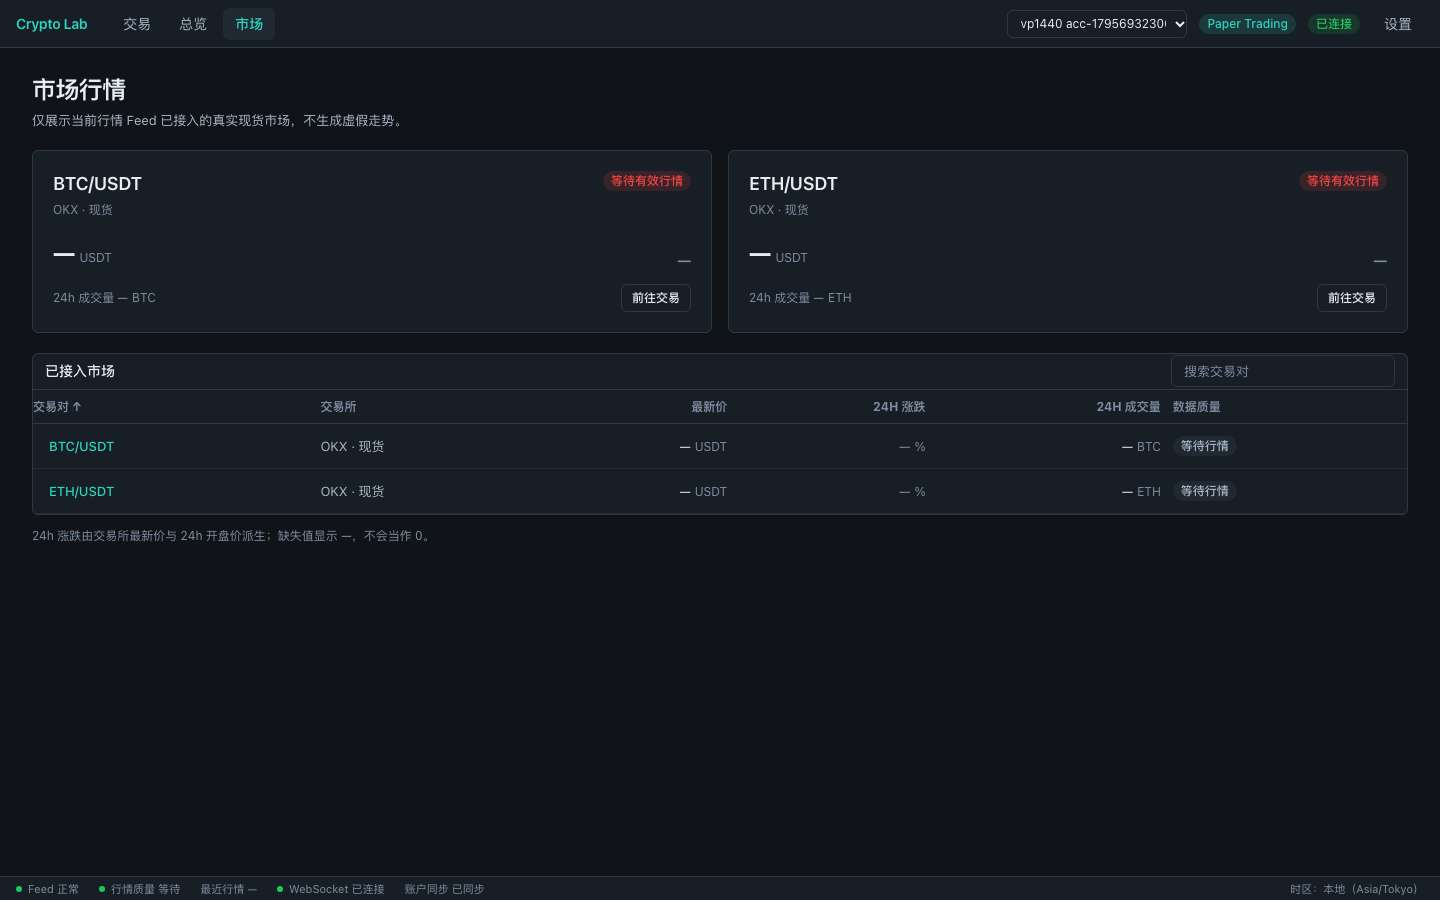 Crypto Lab 交易 总览 市场 vp1440 acc-1795693230 Paper Trading 已连接 设置
市场行情
仅展示当前行情 Feed 已接入的真实现货市场，不生成虚假走势。
BTC/USDT 等待有效行情
OKX · 现货
— USDT —
24h 成交量 — BTC 前往交易
ETH/USDT 等待有效行情
OKX · 现货
— USDT —
24h 成交量 — ETH 前往交易
已接入市场 搜索交易对
交易对 ↑ 交易所 最新价 24H 涨跌 24H 成交量 数据质量
BTC/USDT OKX · 现货 — USDT — % — BTC 等待行情
ETH/USDT OKX · 现货 — USDT — % — ETH 等待行情
24h 涨跌由交易所最新价与 24h 开盘价派生；缺失值显示 —，不会当作 0。
Feed 正常 行情质量 等待 最近行情 — WebSocket 已连接 账户同步 已同步 时区：本地（Asia/Tokyo）